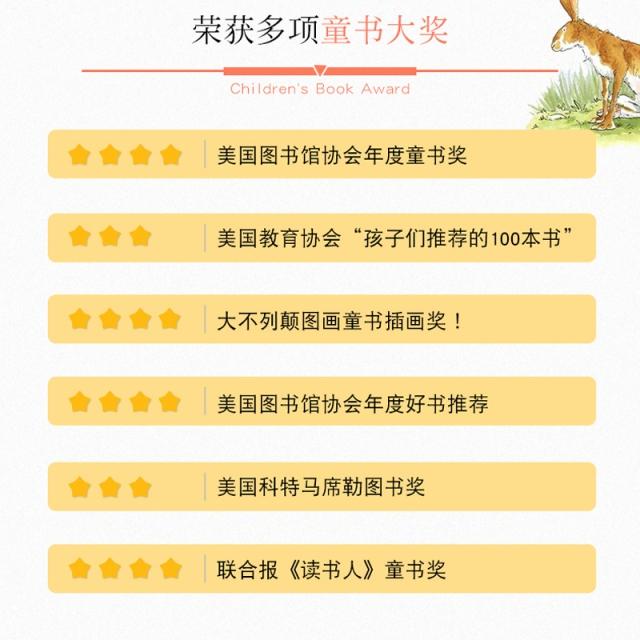 荣获多项童书大奖
Children's Book Award
美国图书馆协会年度童书奖
美国教育协会“孩子们推荐的100本书”
大不列颠图画童书插画奖！
美国图书馆协会年度好书推荐
美国科特马席勒图书奖
联合报《读书人》童书奖